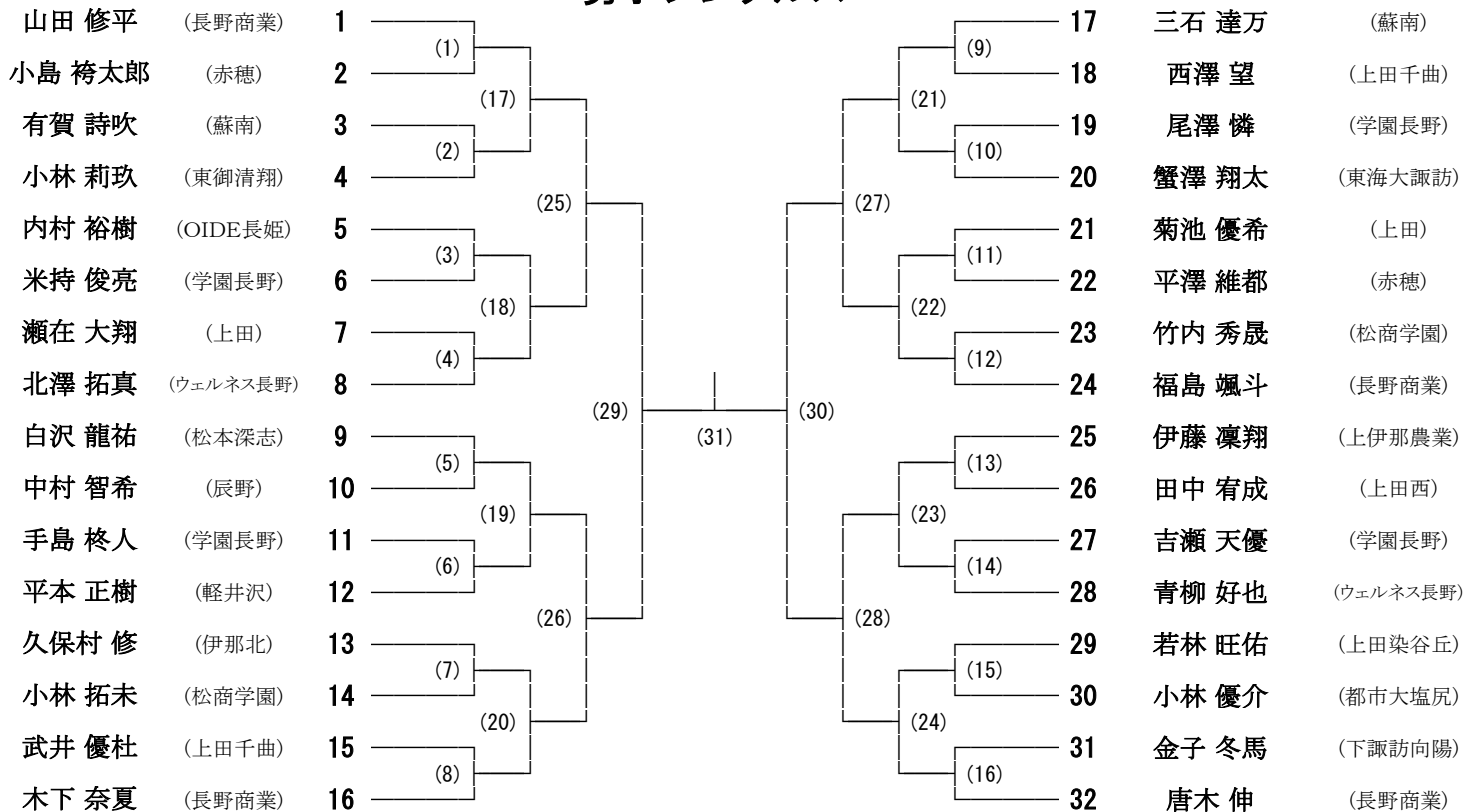 山田 修平 (長野商業) 1
(1)
小島 袴太郎 (赤穂) 2
(17)
有賀 詩吹 (蘇南) 3
(2)
小林 莉玖 (東御清翔) 4
(25)
内村 裕樹 (OIDE長姫) 5
(3)
米持 俊亮 (学園長野) 6
(18)
瀬在 大翔 (上田) 7
(4)
北澤 拓真 (ウェルネス長野) 8
(29)
白沢 龍祐 (松本深志) 9
(5)
中村 智希 (辰野) 10
(19)
手島 柊人 (学園長野) 11
(6)
平本 正樹 (軽井沢) 12
(26)
久保村 修 (伊那北) 13
(7)
小林 拓未 (松商学園) 14
(20)
武井 優杜 (上田千曲) 15
(8)
木下 奈夏 (長野商業) 16
(31)
17 三石 達万 (蘇南)
(9)
18 西澤 望 (上田千曲)
(21)
19 尾澤 憐 (学園長野)
(10)
20 蟹澤 翔太 (東海大諏訪)
(27)
21 菊池 優希 (上田)
(11)
22 平澤 維都 (赤穂)
(22)
23 竹内 秀晟 (松商学園)
(12)
24 福島 颯斗 (長野商業)
(30)
25 伊藤 凜翔 (上伊那農業)
(13)
26 田中 宥成 (上田西)
(23)
27 吉瀬 天優 (学園長野)
(14)
28 青柳 好也 (ウェルネス長野)
(28)
29 若林 旺佑 (上田染谷丘)
(15)
30 小林 優介 (都市大塩尻)
(24)
31 金子 冬馬 (下諏訪向陽)
(16)
32 唐木 伸 (長野商業)